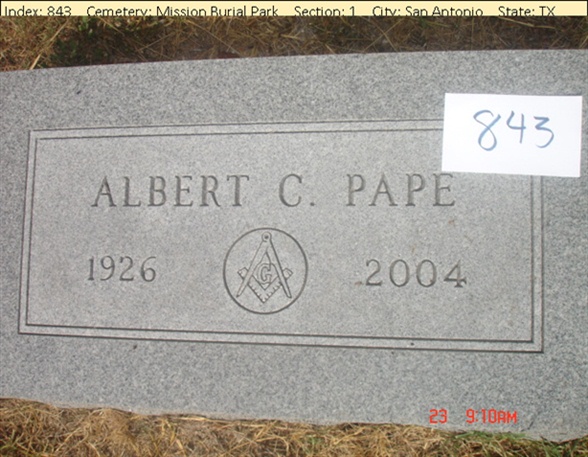 Index: 843 Cemetery: Mission Burial Park Section: 1 City: San Antonio State: TX
843
ALBERT C. PAPE
1926 G 2004
23 9:10AM